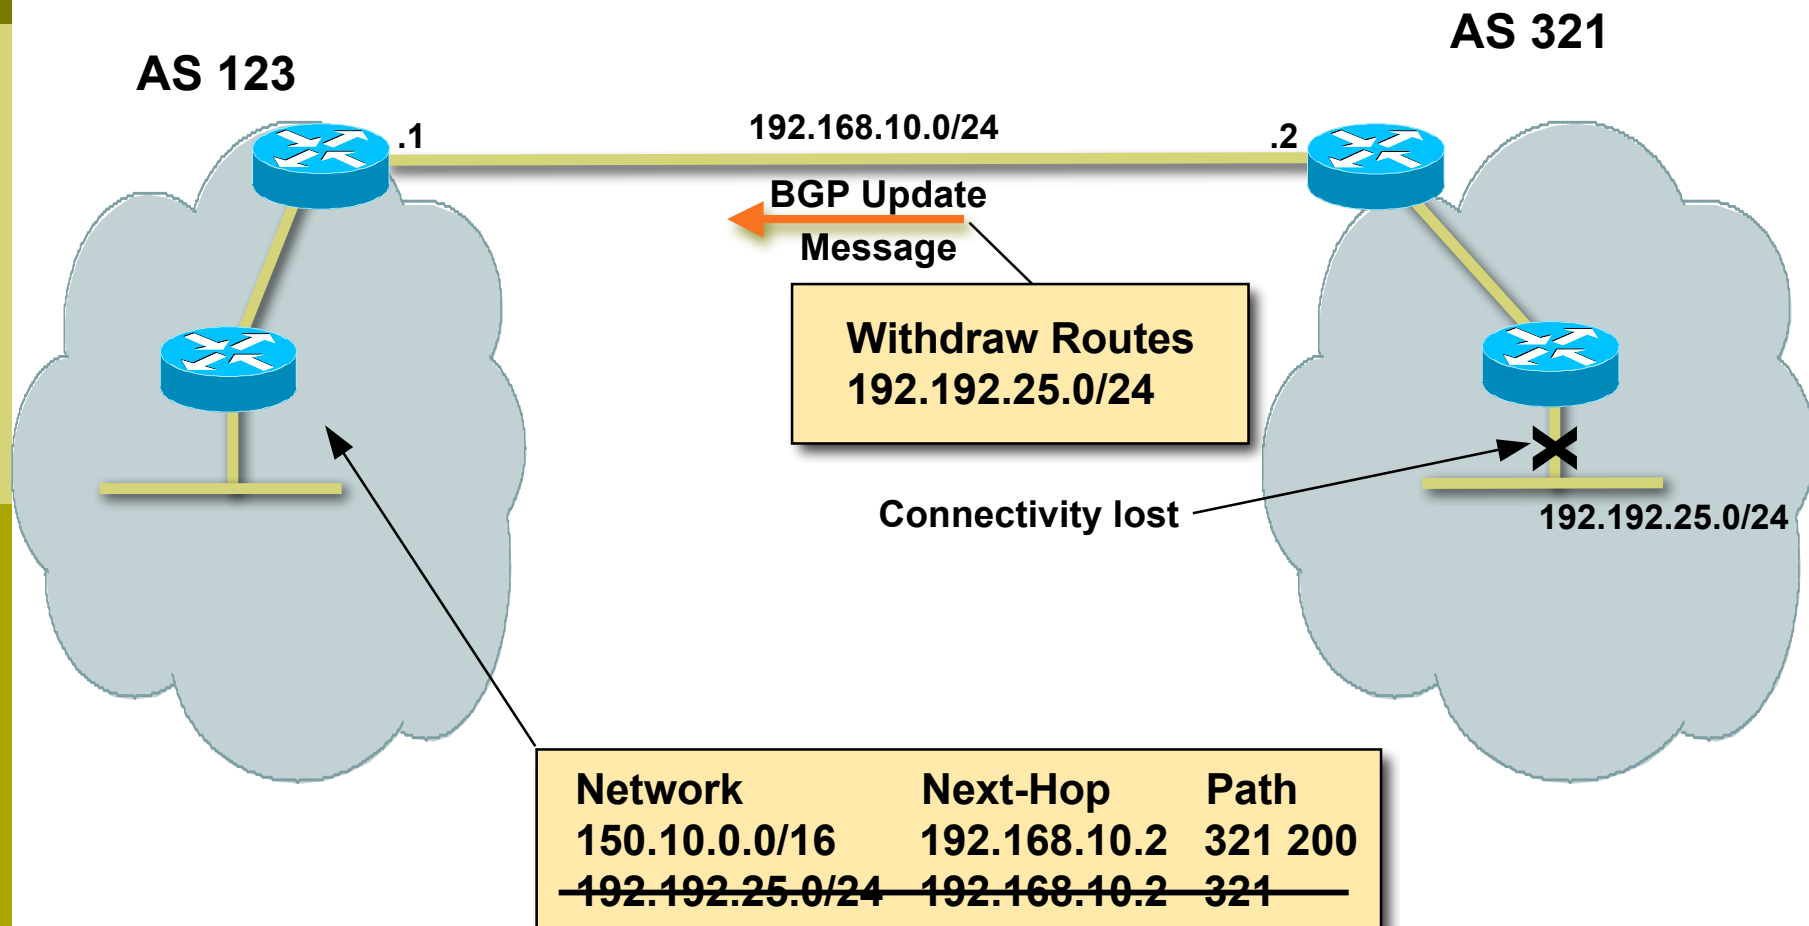 AS 321
AS 123
.1
192.168.10.0/24
.2
BGP Update
Message
Withdraw Routes
192.192.25.0/24
Connectivity lost
192.192.25.0/24
Network Next-Hop Path
150.10.0.0/16 192.168.10.2 321 200
192.192.25.0/24 192.168.10.2 321